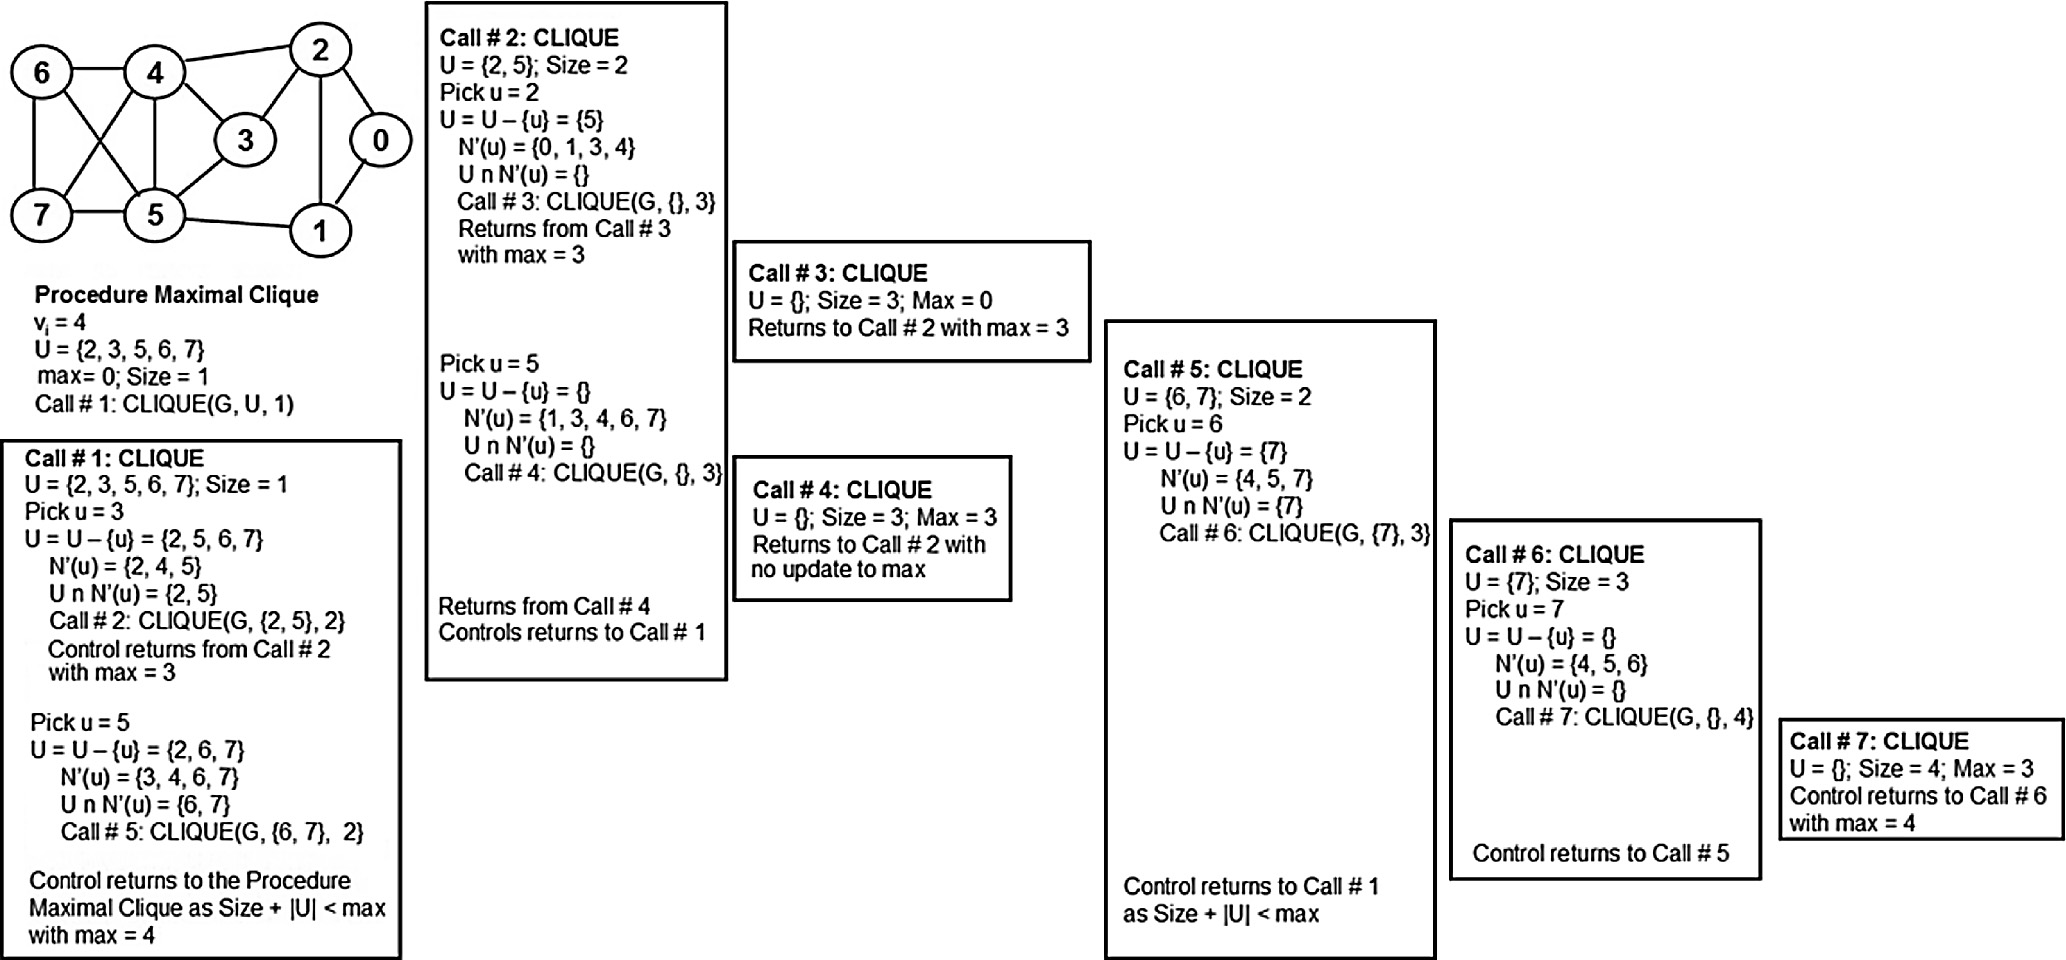 6
4
2
3
0
7
5
1
Procedure Maximal Clique
vi = 4
U = {2, 3, 5, 6, 7}
max= 0; Size = 1
Call # 1: CLIQUE(G, U, 1)
Call # 1: CLIQUE
U = {2, 3, 5, 6, 7}; Size = 1
Pick u = 3
U = U – {u} = {2, 5, 6, 7}
N'(u) = {2, 4, 5}
U n N'(u) = {2, 5}
Call # 2: CLIQUE(G, {2, 5}, 2}
Control returns from Call # 2
with max = 3
Pick u = 5
U = U – {u} = {2, 6, 7}
N'(u) = {3, 4, 6, 7}
U n N'(u) = {6, 7}
Call # 5: CLIQUE(G, {6, 7}, 2}
Control returns to the Procedure
Maximal Clique as Size + |U| < max
with max = 4
Call # 2: CLIQUE
U = {2, 5}; Size = 2
Pick u = 2
U = U – {u} = {5}
N'(u) = {0, 1, 3, 4}
U n N'(u) = {}
Call # 3: CLIQUE(G, {}, 3}
Returns from Call # 3
with max = 3
Pick u = 5
U = U – {u} = {}
N'(u) = {1, 3, 4, 6, 7}
U n N'(u) = {}
Call # 4: CLIQUE(G, {}, 3}
Returns from Call # 4
Controls returns to Call # 1
Call # 3: CLIQUE
U = {}; Size = 3; Max = 0
Returns to Call # 2 with max = 3
Call # 4: CLIQUE
U = {}; Size = 3; Max = 3
Returns to Call # 2 with
no update to max
Call # 5: CLIQUE
U = {6, 7}; Size = 2
Pick u = 6
U = U – {u} = {7}
N'(u) = {4, 5, 7}
U n N'(u) = {7}
Call # 6: CLIQUE(G, {7}, 3}
Control returns to Call # 1
as Size + |U| < max
Call # 6: CLIQUE
U = {7}; Size = 3
Pick u = 7
U = U – {u} = {}
N'(u) = {4, 5, 6}
U n N'(u) = {}
Call # 7: CLIQUE(G, {}, 4}
Control returns to Call # 5
Call # 7: CLIQUE
U = {}; Size = 4; Max = 3
Control returns to Call # 6
with max = 4